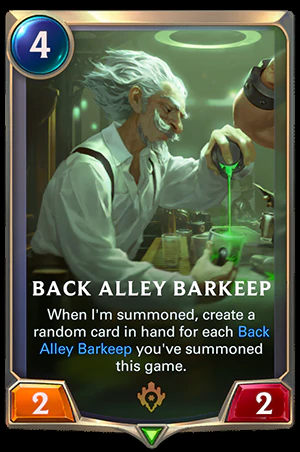 4
BACK ALLEY BARKEEP
When I'm summoned, create a
random card in hand for each Back
Alley Barkeep you've summoned
this game.
2 2